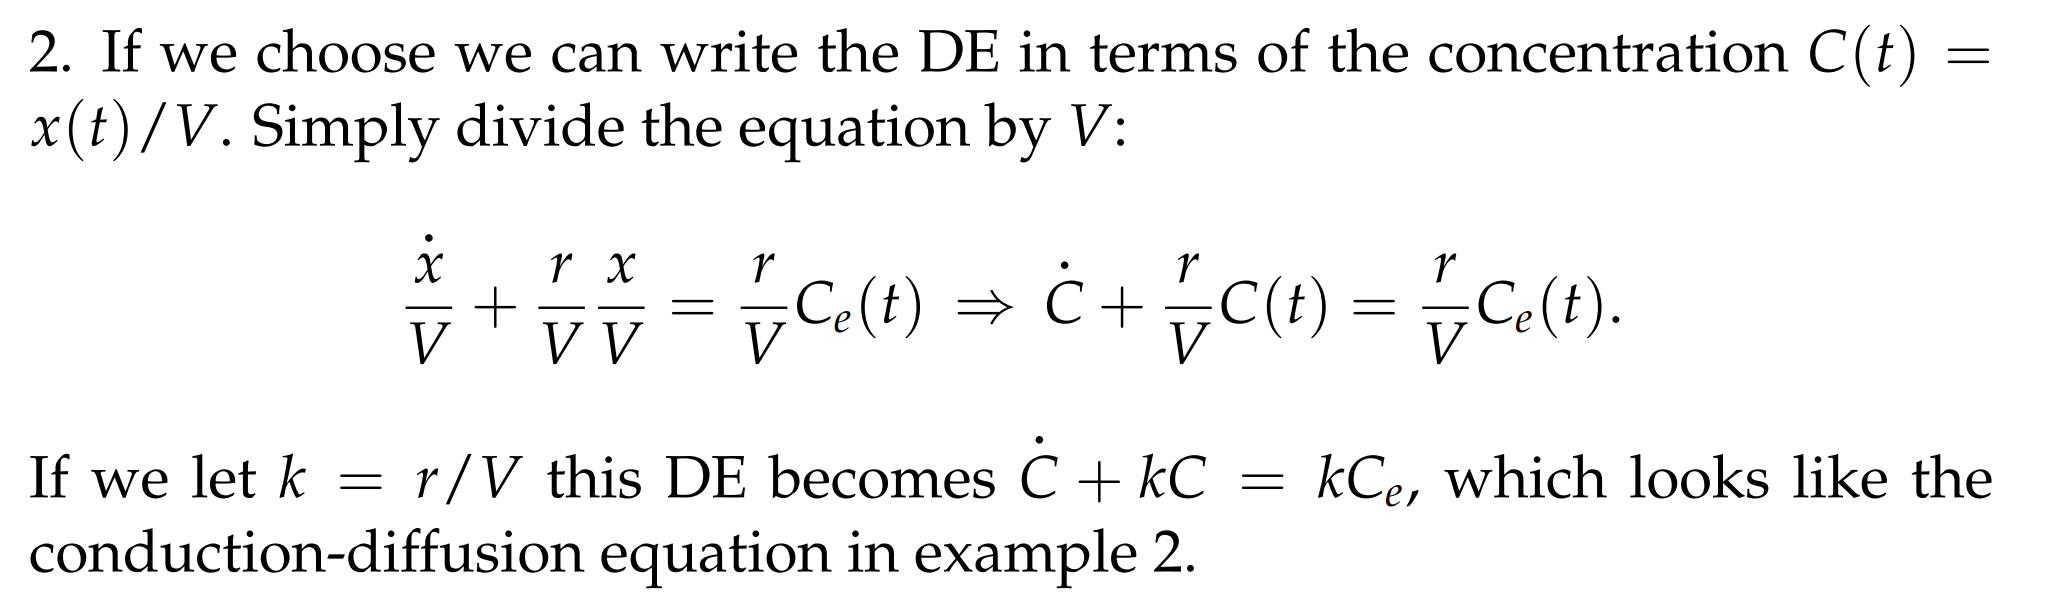 2. If we choose we can write the DE in terms of the concentration C(t) =
x(t)/V. Simply divide the equation by V:
ẋ/V + r/V x/V = r/V Cₑ(t) ⇒ Ċ + r/V C(t) = r/V Cₑ(t).
If we let k = r/V this DE becomes Ċ + kC = kCₑ, which looks like the
conduction-diffusion equation in example 2.